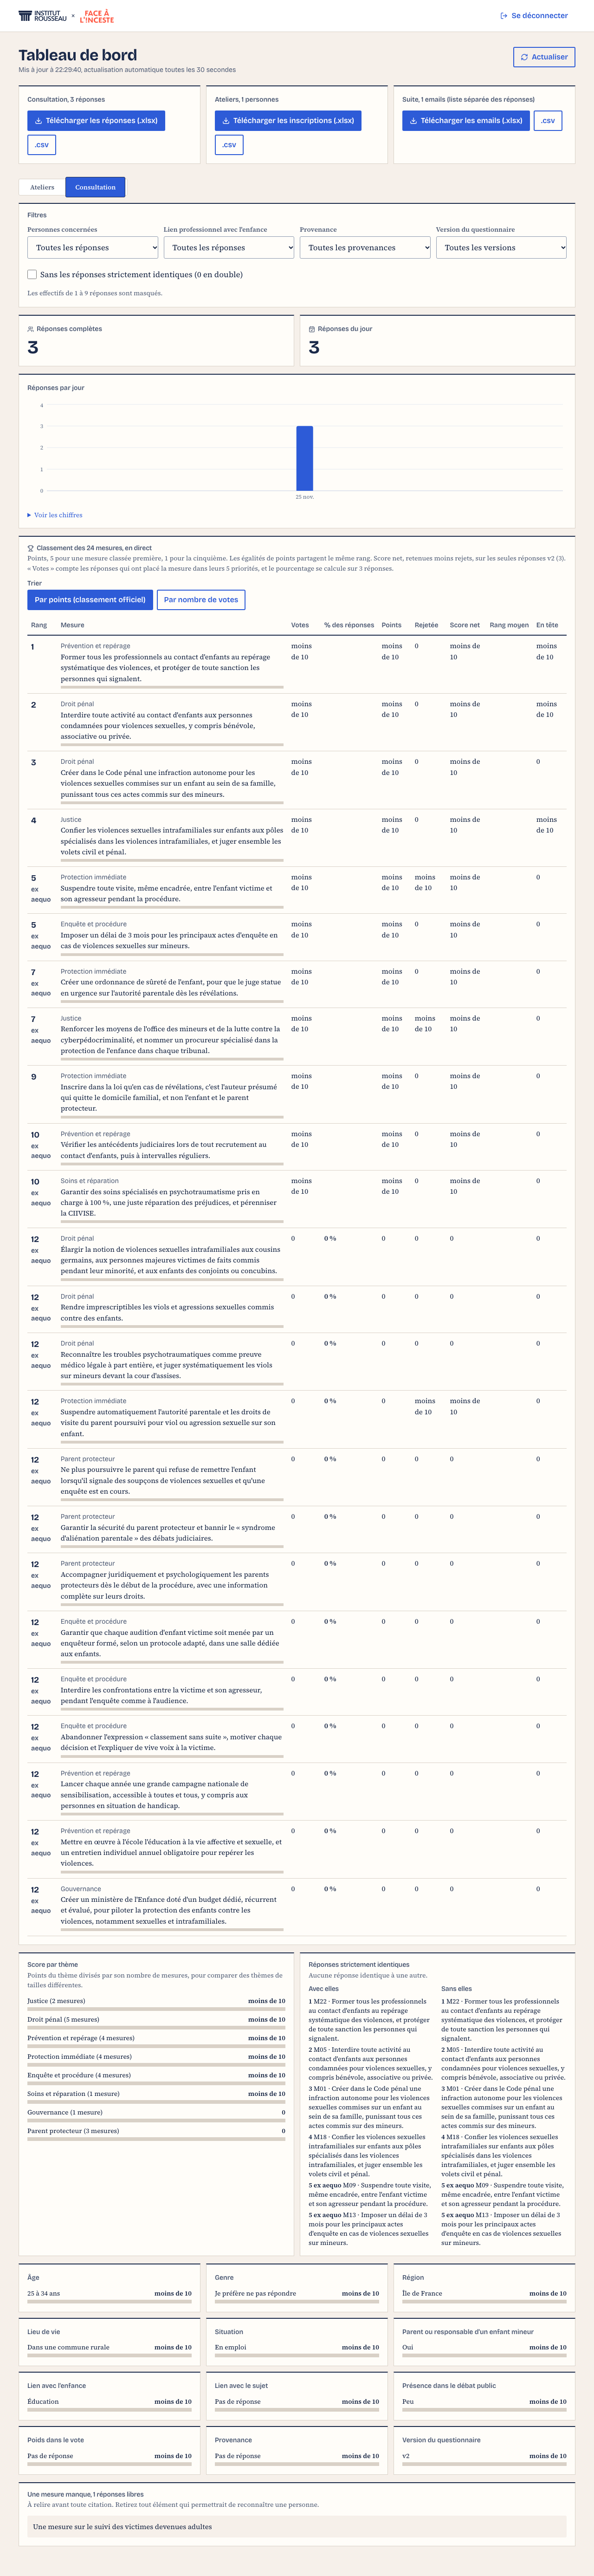 INSTITUT ROUSSEAU × FACE À L'INCESTE
Se déconnecter
Tableau de bord
Mis à jour à 22:29:40, actualisation automatique toutes les 30 secondes
Actualiser
Consultation, 3 réponses
Télécharger les réponses (.xlsx)
.csv
Ateliers, 1 personnes
Télécharger les inscriptions (.xlsx)
.csv
Suite, 1 emails (liste séparée des réponses)
Télécharger les emails (.xlsx)
.csv
Ateliers
Consultation
Filtres
Personnes concernées
Toutes les réponses
Lien professionnel avec l'enfance
Toutes les réponses
Provenance
Toutes les provenances
Version du questionnaire
Toutes les versions
Sans les réponses strictement identiques (0 en double)
Les effectifs de 1 à 9 réponses sont masqués.
Réponses complètes
3
Réponses du jour
3
Réponses par jour
4
3
2
1
0
25 nov.
Voir les chiffres
Classement des 24 mesures, en direct
Points, 5 pour une mesure classée première, 1 pour la cinquième. Les égalités de points partagent le même rang. Score net, retenues moins rejets, sur les seules réponses v2 (3).
« Votes » compte les réponses qui ont placé la mesure dans leurs 5 priorités, et le pourcentage se calcule sur 3 réponses.
Trier
Par points (classement officiel)
Par nombre de votes
Rang Mesure Votes % des réponses Points Rejetée Score net Rang moyen En tête
1 Prévention et repérage moins de 10 moins de 10 0 moins de 10 moins de 10
Former tous les professionnels au contact d'enfants au repérage
systématique des violences, et protéger de toute sanction les
personnes qui signalent.
2 Droit pénal moins de 10 moins de 10 0 moins de 10 moins de 10
Interdire toute activité au contact d'enfants aux personnes
condamnées pour violences sexuelles, y compris bénévole,
associative ou privée.
3 Droit pénal moins de 10 moins de 10 0 moins de 10 0
Créer dans le Code pénal une infraction autonome pour les
violences sexuelles commises sur un enfant au sein de sa famille,
punissant tous ces actes commis sur des mineurs.
4 Justice moins de 10 moins de 10 0 moins de 10 moins de 10
Confier les violences sexuelles intrafamiliales sur enfants aux pôles
spécialisés dans les violences intrafamiliales, et juger ensemble les
volets civil et pénal.
5 ex aequo Protection immédiate moins de 10 moins de 10 moins de 10 moins de 10 0
Suspendre toute visite, même encadrée, entre l'enfant victime et
son agresseur pendant la procédure.
5 ex aequo Enquête et procédure moins de 10 moins de 10 0 moins de 10 0
Imposer un délai de 3 mois pour les principaux actes d'enquête en
cas de violences sexuelles sur mineurs.
7 ex aequo Protection immédiate moins de 10 moins de 10 0 moins de 10 0
Créer une ordonnance de sûreté de l'enfant, pour que le juge statue
en urgence sur l'autorité parentale dès les révélations.
7 ex aequo Justice moins de 10 moins de 10 moins de 10 moins de 10 0
Renforcer les moyens de l'office des mineurs et de la lutte contre la
cyberpédocriminalité, et nommer un procureur spécialisé dans la
protection de l'enfance dans chaque tribunal.
9 Protection immédiate moins de 10 moins de 10 0 moins de 10 0
Inscrire dans la loi qu'en cas de révélations, c'est l'auteur présumé
qui quitte le domicile familial, et non l'enfant et le parent
protecteur.
10 ex aequo Prévention et repérage moins de 10 moins de 10 0 moins de 10 0
Vérifier les antécédents judiciaires lors de tout recrutement au
contact d'enfants, puis à intervalles réguliers.
10 ex aequo Soins et réparation moins de 10 moins de 10 0 moins de 10 0
Garantir des soins spécialisés en psychotraumatisme pris en
charge à 100 %, une juste réparation des préjudices, et pérenniser
la CIIVISE.
12 ex aequo Droit pénal 0 0 % 0 0 0 0
Élargir la notion de violences sexuelles intrafamiliales aux cousins
germains, aux personnes majeures victimes de faits commis
pendant leur minorité, et aux enfants des conjoints ou concubins.
12 ex aequo Droit pénal 0 0 % 0 0 0 0
Rendre imprescriptibles les viols et agressions sexuelles commis
contre des enfants.
12 ex aequo Droit pénal 0 0 % 0 0 0 0
Reconnaître les troubles psychotraumatiques comme preuve
médico légale à part entière, et juger systématiquement les viols
sur mineurs devant la cour d'assises.
12 ex aequo Protection immédiate 0 0 % 0 moins de 10 moins de 10 0
Suspendre automatiquement l'autorité parentale et les droits de
visite du parent poursuivi pour viol ou agression sexuelle sur son
enfant.
12 ex aequo Parent protecteur 0 0 % 0 0 0 0
Ne plus poursuivre le parent qui refuse de remettre l'enfant
lorsqu'il signale des soupçons de violences sexuelles et qu'une
enquête est en cours.
12 ex aequo Parent protecteur 0 0 % 0 0 0 0
Garantir la sécurité du parent protecteur et bannir le « syndrome
d'aliénation parentale » des débats judiciaires.
12 ex aequo Parent protecteur 0 0 % 0 0 0 0
Accompagner juridiquement et psychologiquement les parents
protecteurs dès le début de la procédure, avec une information
complète sur leurs droits.
12 ex aequo Enquête et procédure 0 0 % 0 0 0 0
Garantir que chaque audition d'enfant victime soit menée par un
enquêteur formé, selon un protocole adapté, dans une salle dédiée
aux enfants.
12 ex aequo Enquête et procédure 0 0 % 0 0 0 0
Interdire les confrontations entre la victime et son agresseur,
pendant l'enquête comme à l'audience.
12 ex aequo Enquête et procédure 0 0 % 0 0 0 0
Abandonner l'expression « classement sans suite », motiver chaque
décision et l'expliquer de vive voix à la victime.
12 ex aequo Prévention et repérage 0 0 % 0 0 0 0
Lancer chaque année une grande campagne nationale de
sensibilisation, accessible à toutes et tous, y compris aux
personnes en situation de handicap.
12 ex aequo Prévention et repérage 0 0 % 0 0 0 0
Mettre en œuvre à l'école l'éducation à la vie affective et sexuelle, et
un entretien individuel annuel obligatoire pour repérer les
violences.
12 ex aequo Gouvernance 0 0 % 0 0 0 0
Créer un ministère de l'Enfance doté d'un budget dédié, récurrent
et évalué, pour piloter la protection des enfants contre les
violences, notamment sexuelles et intrafamiliales.
Score par thème
Points du thème divisés par son nombre de mesures, pour comparer des thèmes de
tailles différentes.
Justice (2 mesures) moins de 10
Droit pénal (5 mesures) moins de 10
Prévention et repérage (4 mesures) moins de 10
Protection immédiate (4 mesures) moins de 10
Enquête et procédure (4 mesures) moins de 10
Soins et réparation (1 mesure) moins de 10
Gouvernance (1 mesure) 0
Parent protecteur (3 mesures) 0
Réponses strictement identiques
Aucune réponse identique à une autre.
Avec elles
1 M22 · Former tous les professionnels
au contact d'enfants au repérage
systématique des violences, et protéger
de toute sanction les personnes qui
signalent.
2 M05 · Interdire toute activité au
contact d'enfants aux personnes
condamnées pour violences sexuelles, y
compris bénévole, associative ou privée.
3 M01 · Créer dans le Code pénal une
infraction autonome pour les violences
sexuelles commises sur un enfant au
sein de sa famille, punissant tous ces
actes commis sur des mineurs.
4 M18 · Confier les violences sexuelles
intrafamiliales sur enfants aux pôles
spécialisés dans les violences
intrafamiliales, et juger ensemble les
volets civil et pénal.
5 ex aequo M09 · Suspendre toute visite,
même encadrée, entre l'enfant victime
et son agresseur pendant la procédure.
5 ex aequo M13 · Imposer un délai de 3
mois pour les principaux actes
d'enquête en cas de violences sexuelles
sur mineurs.
Sans elles
1 M22 · Former tous les professionnels
au contact d'enfants au repérage
systématique des violences, et protéger
de toute sanction les personnes qui
signalent.
2 M05 · Interdire toute activité au
contact d'enfants aux personnes
condamnées pour violences sexuelles, y
compris bénévole, associative ou privée.
3 M01 · Créer dans le Code pénal une
infraction autonome pour les violences
sexuelles commises sur un enfant au
sein de sa famille, punissant tous ces
actes commis sur des mineurs.
4 M18 · Confier les violences sexuelles
intrafamiliales sur enfants aux pôles
spécialisés dans les violences
intrafamiliales, et juger ensemble les
volets civil et pénal.
5 ex aequo M09 · Suspendre toute visite,
même encadrée, entre l'enfant victime
et son agresseur pendant la procédure.
5 ex aequo M13 · Imposer un délai de 3
mois pour les principaux actes
d'enquête en cas de violences sexuelles
sur mineurs.
Âge
25 à 34 ans moins de 10
Genre
Je préfère ne pas répondre moins de 10
Région
Île de France moins de 10
Lieu de vie
Dans une commune rurale moins de 10
Situation
En emploi moins de 10
Parent ou responsable d'un enfant mineur
Oui moins de 10
Lien avec l'enfance
Éducation moins de 10
Lien avec le sujet
Pas de réponse moins de 10
Présence dans le débat public
Peu moins de 10
Poids dans le vote
Pas de réponse moins de 10
Provenance
Pas de réponse moins de 10
Version du questionnaire
v2 moins de 10
Une mesure manque, 1 réponses libres
À relire avant toute citation. Retirez tout élément qui permettrait de reconnaître une personne.
Une mesure sur le suivi des victimes devenues adultes